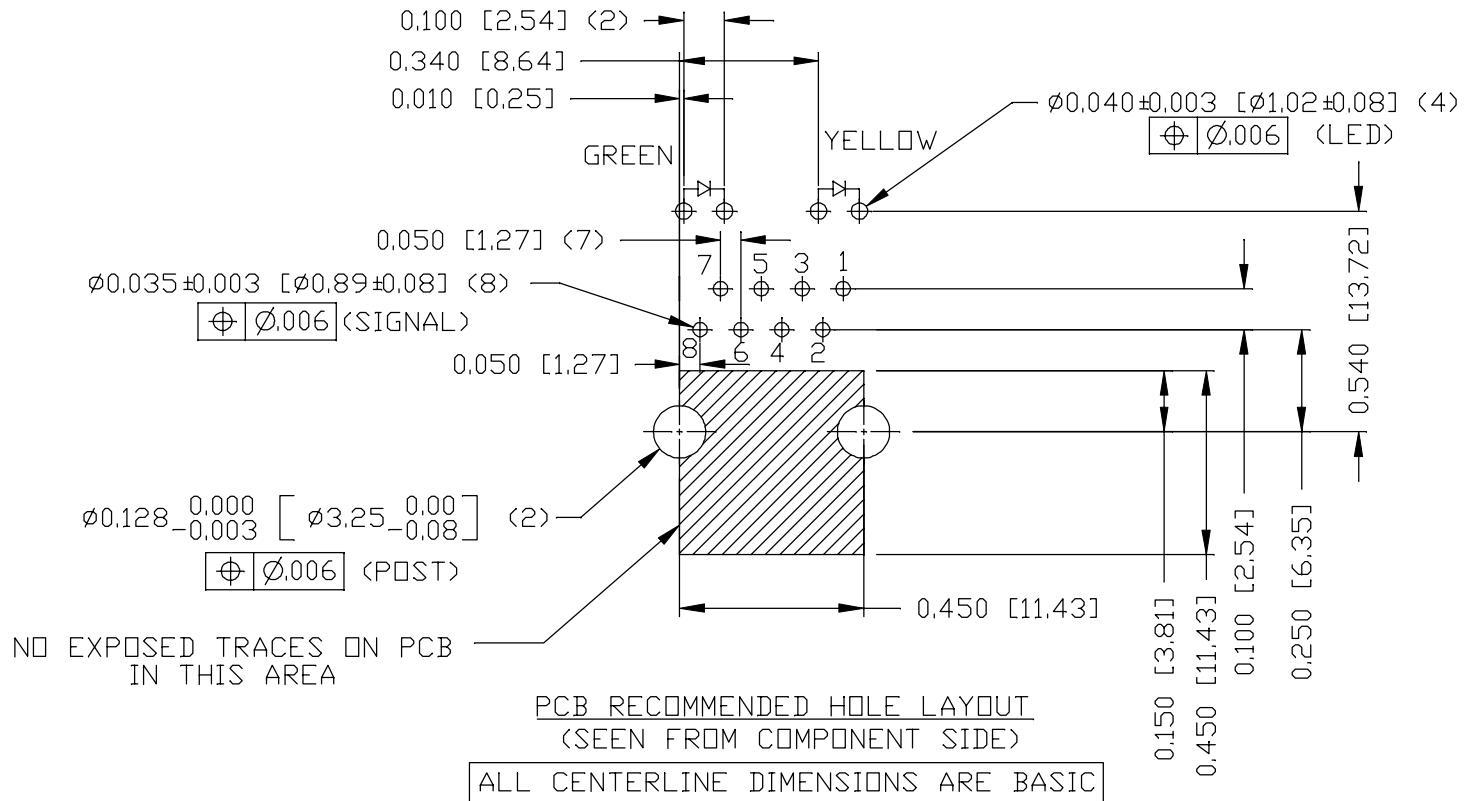 0.100 [2.54] (2)
0.340 [8.64]
0.010 [0.25]
Ø0.040±0.003 [Ø1.02±0.08] (4)
⌖ Ø.006 (LED)
GREEN
YELLOW
0.050 [1.27] (7)
7 5 3 1
Ø0.035±0.003 [Ø0.89±0.08] (8)
⌖ Ø.006 (SIGNAL)
8 6 4 2
0.050 [1.27]
0.540 [13.72]
Ø0.128 0.000 -0.003 [Ø3.25 0.00 -0.08] (2)
⌖ Ø.006 (POST)
0.450 [11.43]
0.150 [3.81]
0.450 [11.43]
0.100 [2.54]
0.250 [6.35]
NO EXPOSED TRACES ON PCB
IN THIS AREA
PCB RECOMMENDED HOLE LAYOUT
(SEEN FROM COMPONENT SIDE)
ALL CENTERLINE DIMENSIONS ARE BASIC